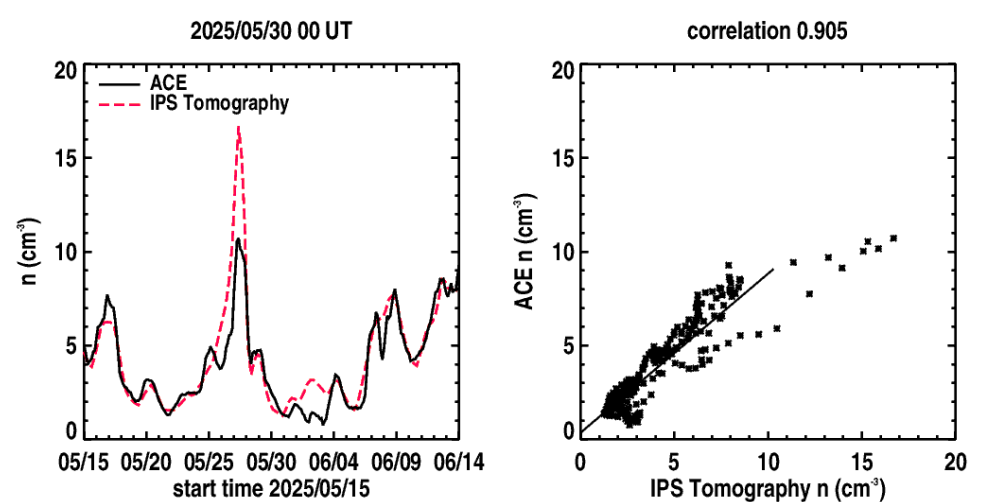 2025/05/30 00 UT
20
15
10
5
0
n (cm⁻³)
ACE
IPS Tomography
05/15 05/20 05/25 05/30 06/04 06/09 06/14
start time 2025/05/15
correlation 0.905
20
15
10
5
0
ACE n (cm⁻³)
0 5 10 15 20
IPS Tomography n (cm⁻³)